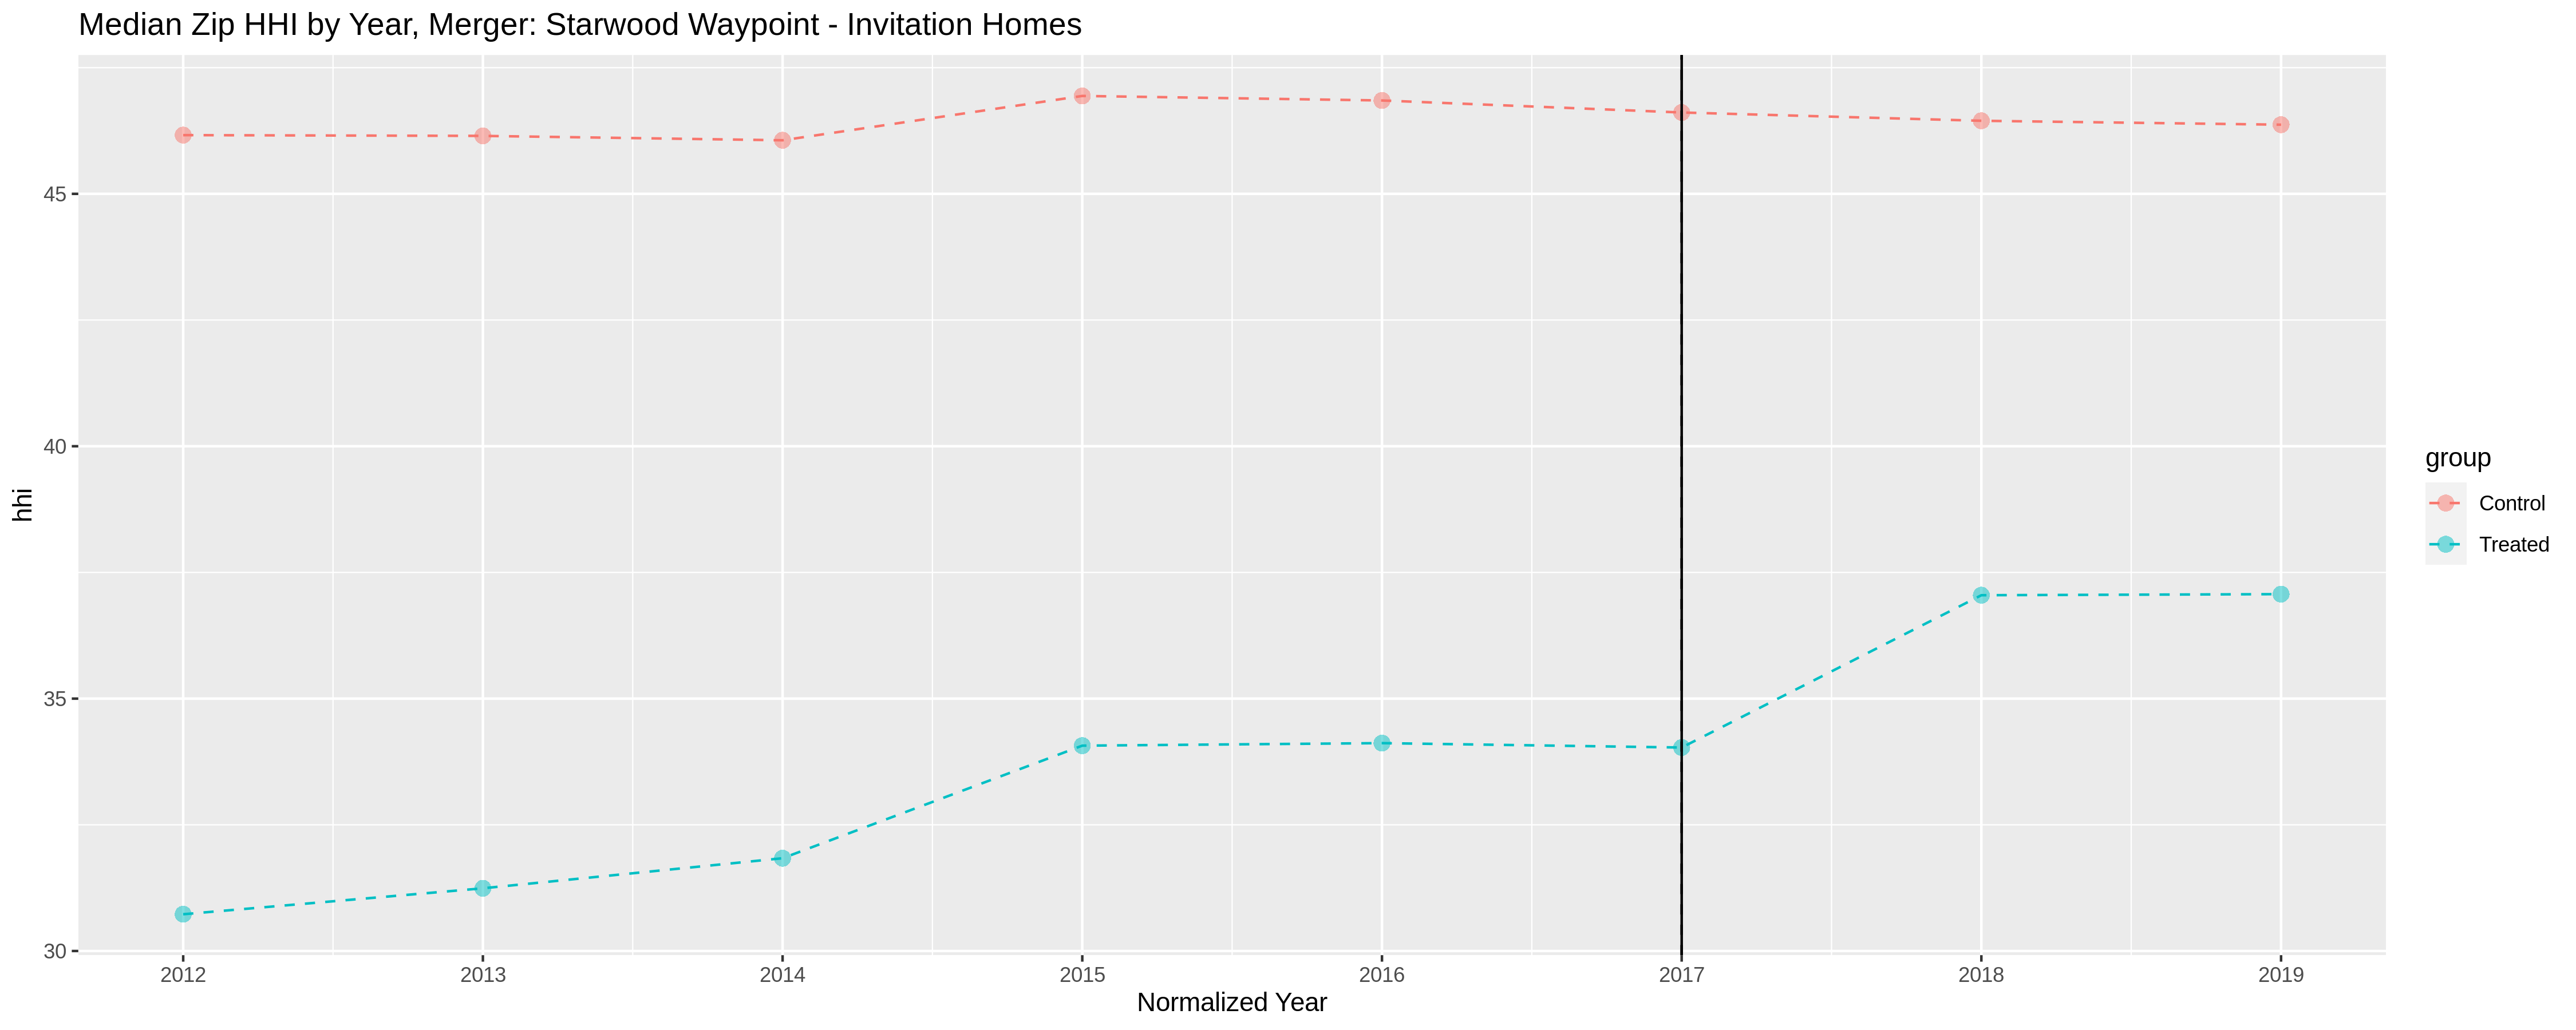 Median Zip HHI by Year, Merger: Starwood Waypoint - Invitation Homes
hhi
45
40
35
30
2012 2013 2014 2015 2016 2017 2018 2019
Normalized Year
group
Control
Treated